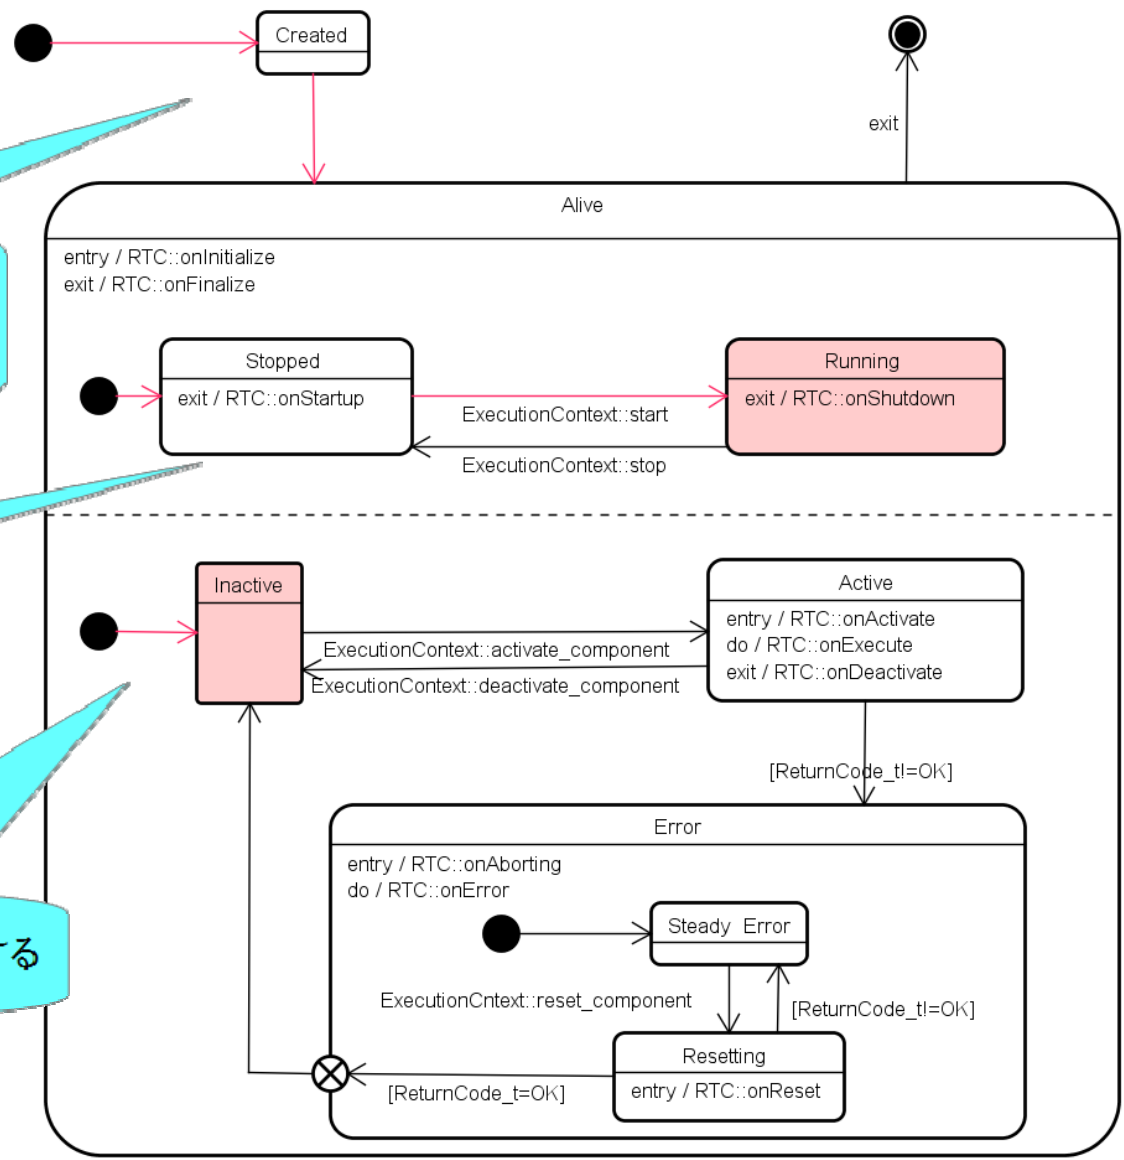 Created
exit
Alive
entry / RTC::onInitialize
exit / RTC::onFinalize
Stopped
exit / RTC::onStartup
Running
exit / RTC::onShutdown
ExecutionContext::start
ExecutionContext::stop
Inactive
Active
entry / RTC::onActivate
do / RTC::onExecute
exit / RTC::onDeactivate
ExecutionContext::activate_component
ExecutionContext::deactivate_component
[ReturnCode_t!=OK]
Error
entry / RTC::onAborting
do / RTC::onError
Steady Error
ExecutionCntext::reset_component
[ReturnCode_t!=OK]
Resetting
entry / RTC::onReset
[ReturnCode_t=OK]
る